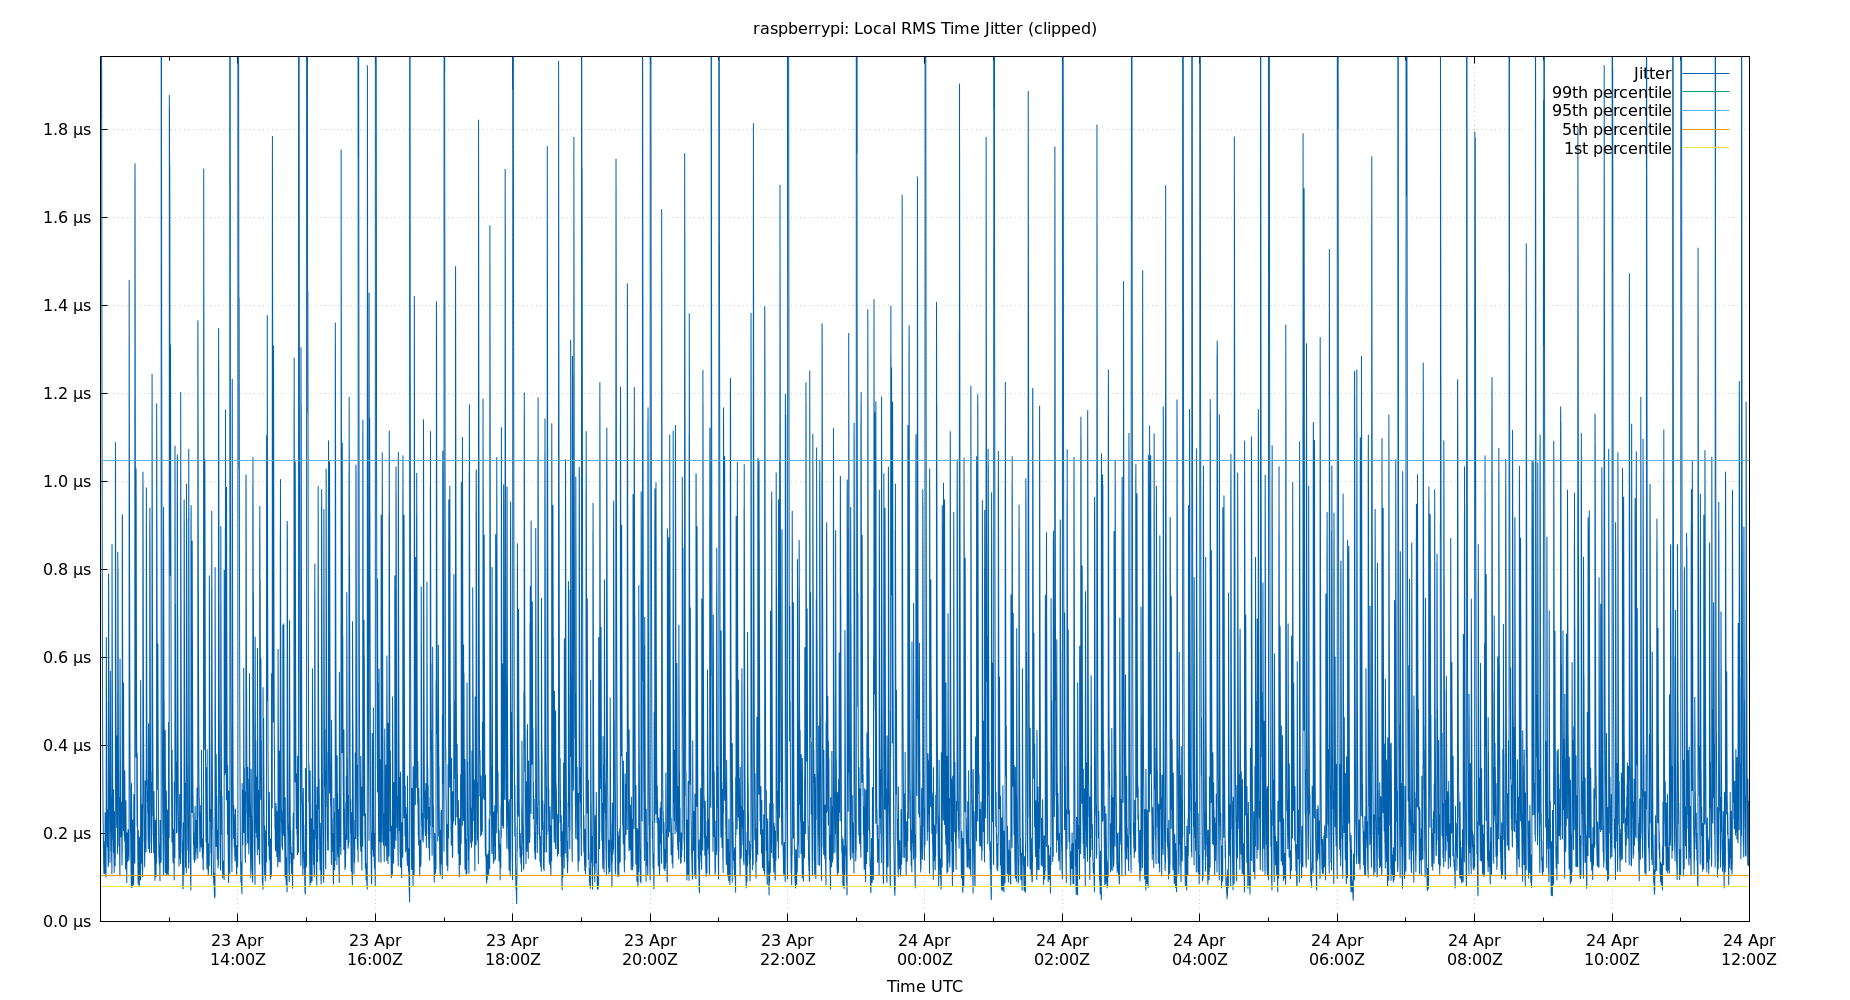 raspberrypi: Local RMS Time Jitter (clipped)
Jitter
99th percentile
95th percentile
5th percentile
1st percentile
1.8 µs
1.6 µs
1.4 µs
1.2 µs
1.0 µs
0.8 µs
0.6 µs
0.4 µs
0.2 µs
0.0 µs
23 Apr 23 Apr 23 Apr 23 Apr 23 Apr 24 Apr 24 Apr 24 Apr 24 Apr 24 Apr 24 Apr 24 Apr
14:00Z 16:00Z 18:00Z 20:00Z 22:00Z 00:00Z 02:00Z 04:00Z 06:00Z 08:00Z 10:00Z 12:00Z
Time UTC